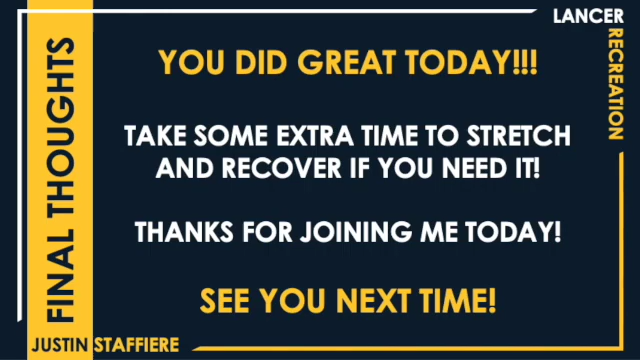 LANCER
RECREATION
FINAL THOUGHTS
YOU DID GREAT TODAY!!!
TAKE SOME EXTRA TIME TO STRETCH
AND RECOVER IF YOU NEED IT!
THANKS FOR JOINING ME TODAY!
SEE YOU NEXT TIME!
JUSTIN STAFFIERE